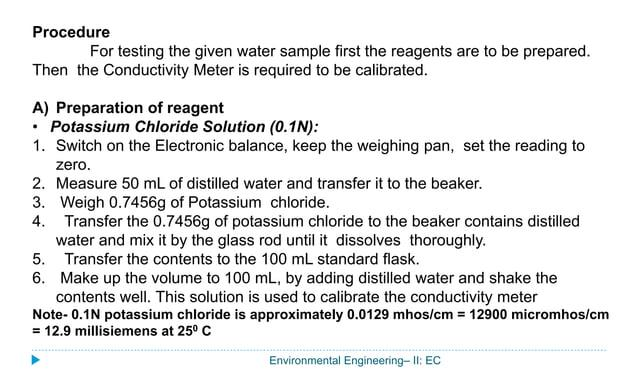 Procedure
For testing the given water sample first the reagents are to be prepared.
Then the Conductivity Meter is required to be calibrated.
A) Preparation of reagent
• Potassium Chloride Solution (0.1N):
1. Switch on the Electronic balance, keep the weighing pan, set the reading to
zero.
2. Measure 50 mL of distilled water and transfer it to the beaker.
3. Weigh 0.7456g of Potassium chloride.
4. Transfer the 0.7456g of potassium chloride to the beaker contains distilled
water and mix it by the glass rod until it dissolves thoroughly.
5. Transfer the contents to the 100 mL standard flask.
6. Make up the volume to 100 mL, by adding distilled water and shake the
contents well. This solution is used to calibrate the conductivity meter
Note- 0.1N potassium chloride is approximately 0.0129 mhos/cm = 12900 micromhos/cm
= 12.9 millisiemens at 25⁰ C
Environmental Engineering– II: EC